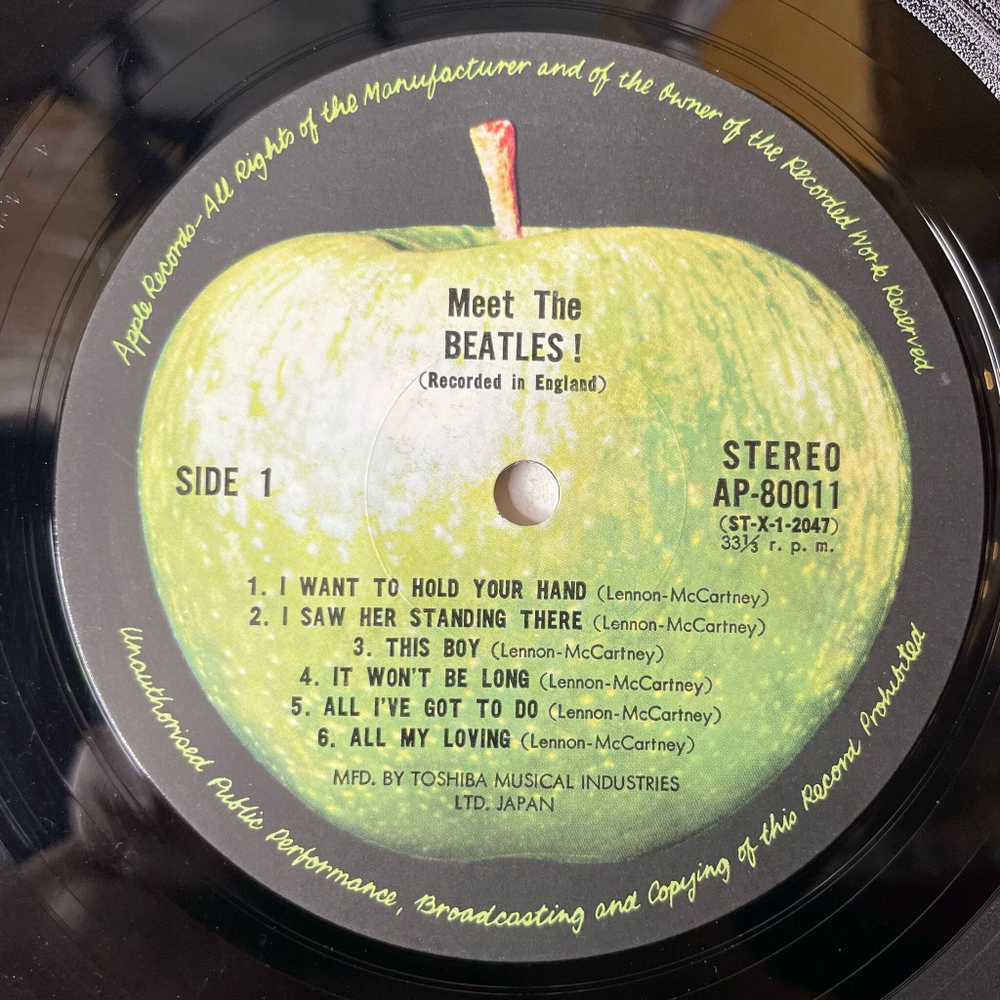 Apple Records-All Rights of the Manufacturer and of the Owner of the Recorded Work Reserved
Meet The
BEATLES!
(Recorded in England)
SIDE 1
STEREO
AP-80011
(ST-X-1-2047)
33⅓ r. p. m.
1. I WANT TO HOLD YOUR HAND (Lennon-McCartney)
2. I SAW HER STANDING THERE (Lennon-McCartney)
3. THIS BOY (Lennon-McCartney)
4. IT WON'T BE LONG (Lennon-McCartney)
5. ALL I'VE GOT TO DO (Lennon-McCartney)
6. ALL MY LOVING (Lennon-McCartney)
MFD. BY TOSHIBA MUSICAL INDUSTRIES
LTD. JAPAN
Unauthorised Public Performance, Broadcasting and Copying of this Record Prohibited